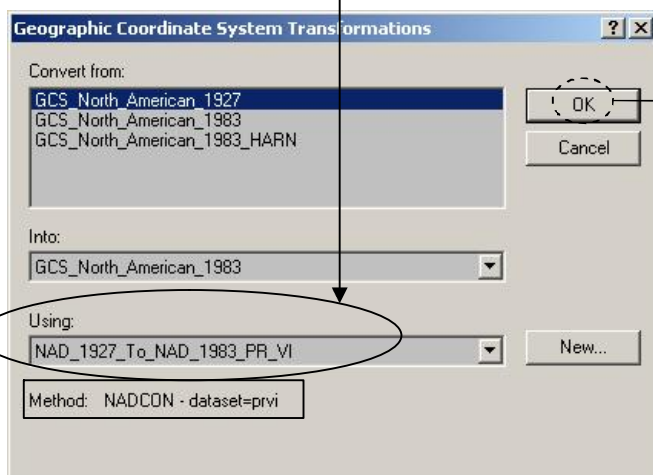 Geographic Coordinate System Transformations
Convert from:
GCS_North_American_1927
GCS_North_American_1983
GCS_North_American_1983_HARN
OK
Cancel
Into:
GCS_North_American_1983
Using:
NAD_1927_To_NAD_1983_PR_VI
New...
Method: NADCON - dataset=prvi